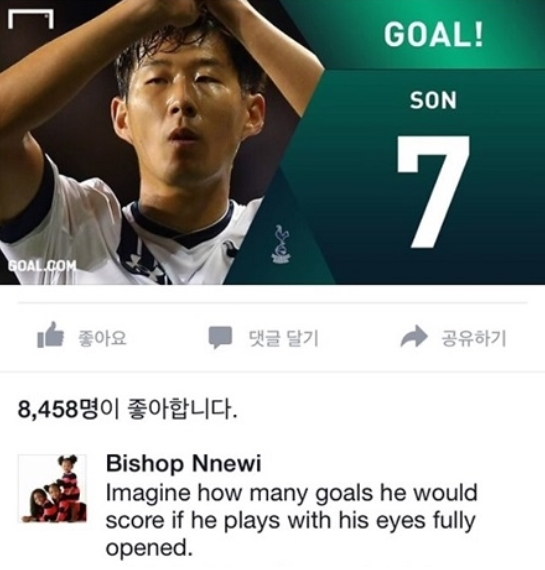 GOAL!
SON
7
GOAL.COM
좋아요
댓글 달기
공유하기
8,458명이 좋아합니다.
Bishop Nnewi
Imagine how many goals he would
score if he plays with his eyes fully
opened.